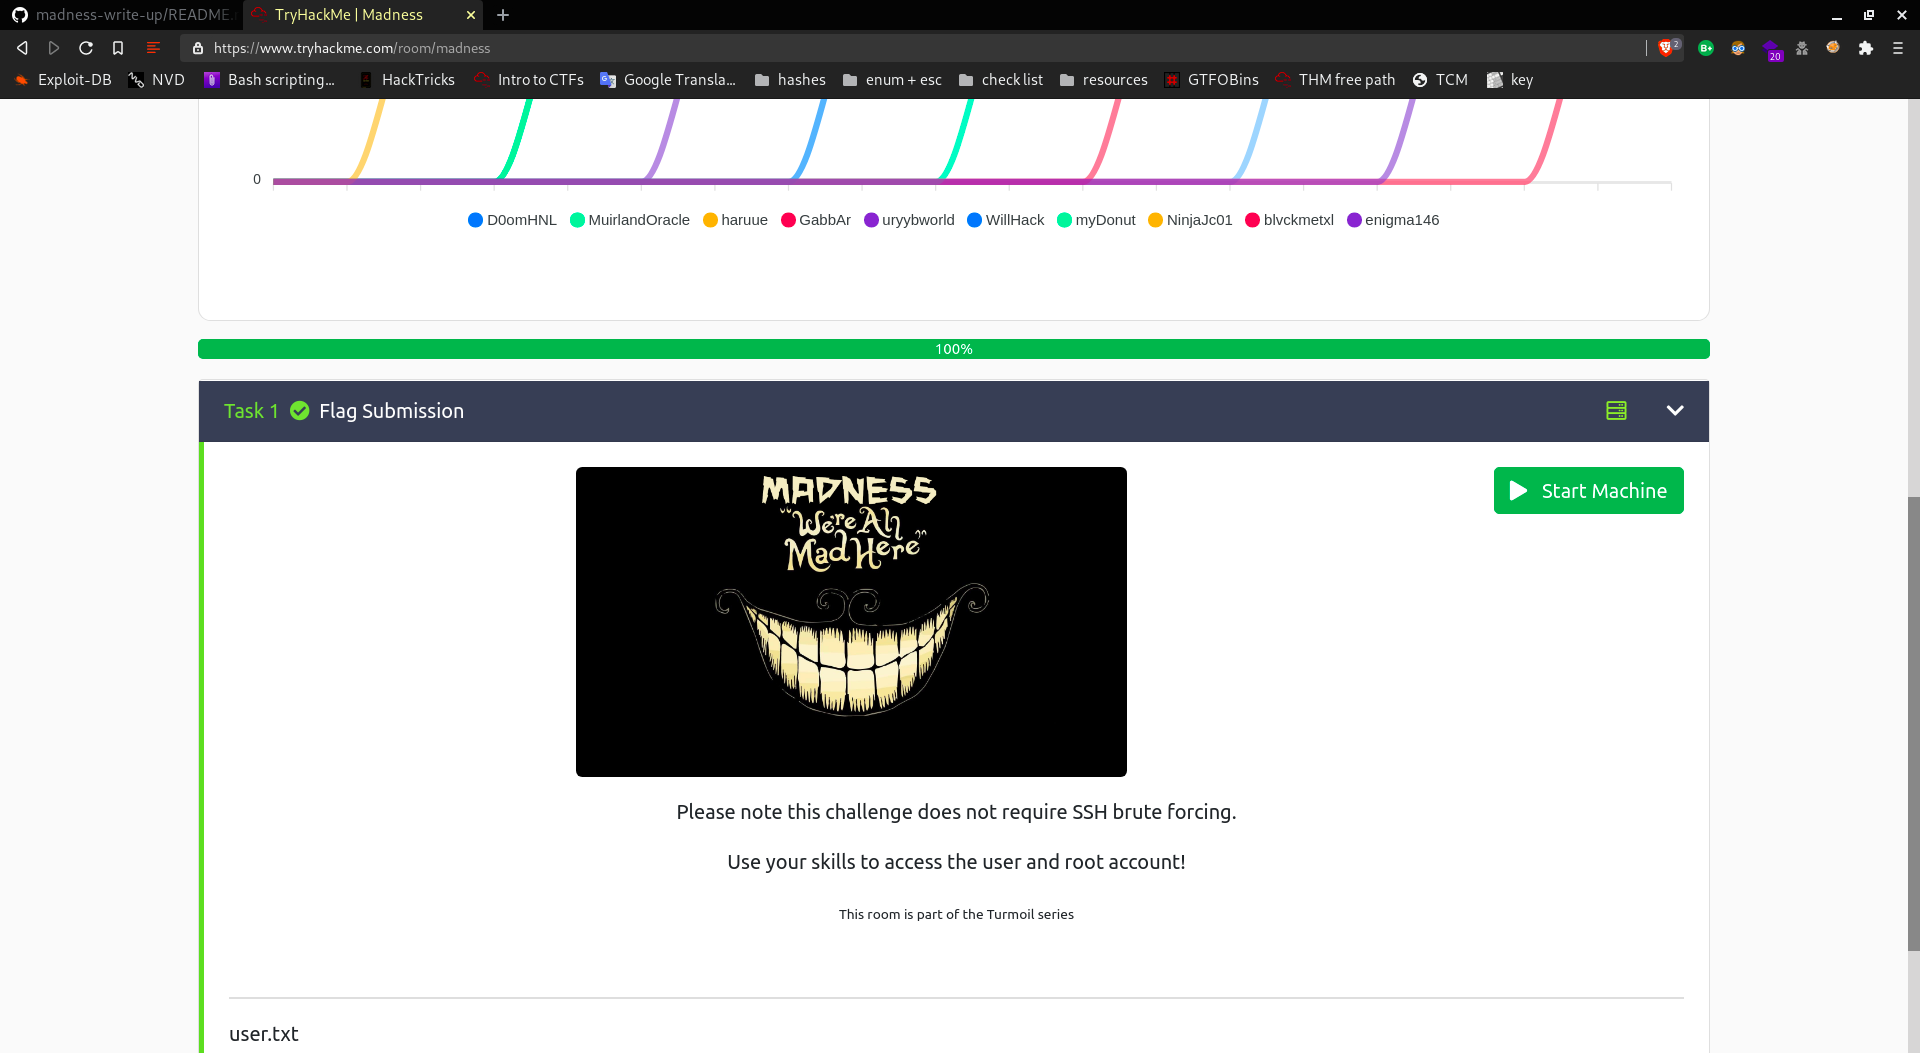 madness-write-up/README.
TryHackMe | Madness
https://www.tryhackme.com/room/madness
2
20
Exploit-DB NVD Bash scripting... HackTricks Intro to CTFs Google Transla... hashes enum + esc check list resources GTFOBins THM free path TCM key
0
D0omHNL MuirlandOracle haruue GabbAr uryybworld WillHack myDonut NinjaJc01 blvckmetxl enigma146
100%
Task 1 Flag Submission
Start Machine
MADNESS
"We're All
Mad Here"
Please note this challenge does not require SSH brute forcing.
Use your skills to access the user and root account!
This room is part of the Turmoil series
user.txt